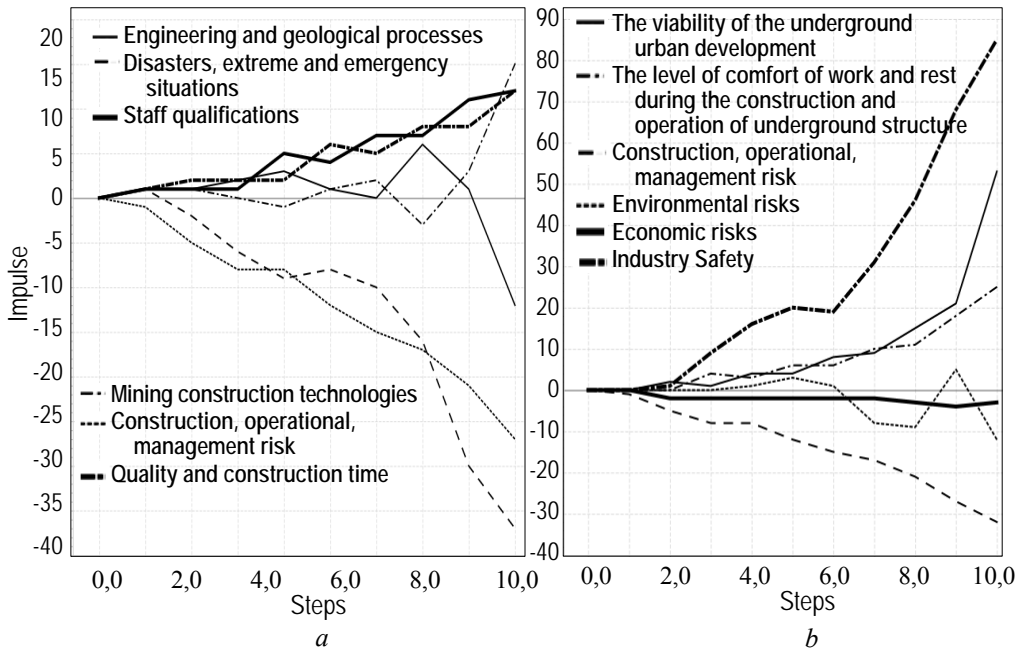 20
15
10
5
0
-5
-10
-15
-20
-25
-30
-35
-40
Impulse
Engineering and geological processes
Disasters, extreme and emergency
situations
Staff qualifications
Mining construction technologies
Construction, operational,
management risk
Quality and construction time
0,0 2,0 4,0 6,0 8,0 10,0
Steps
a
90
80
70
60
50
40
30
20
10
0
-10
-20
-30
-40
The viability of the underground
urban development
The level of comfort of work and rest
during the construction and
operation of underground structure
Construction, operational,
management risk
Environmental risks
Economic risks
Industry Safety
0,0 2,0 4,0 6,0 8,0 10,0
Steps
b